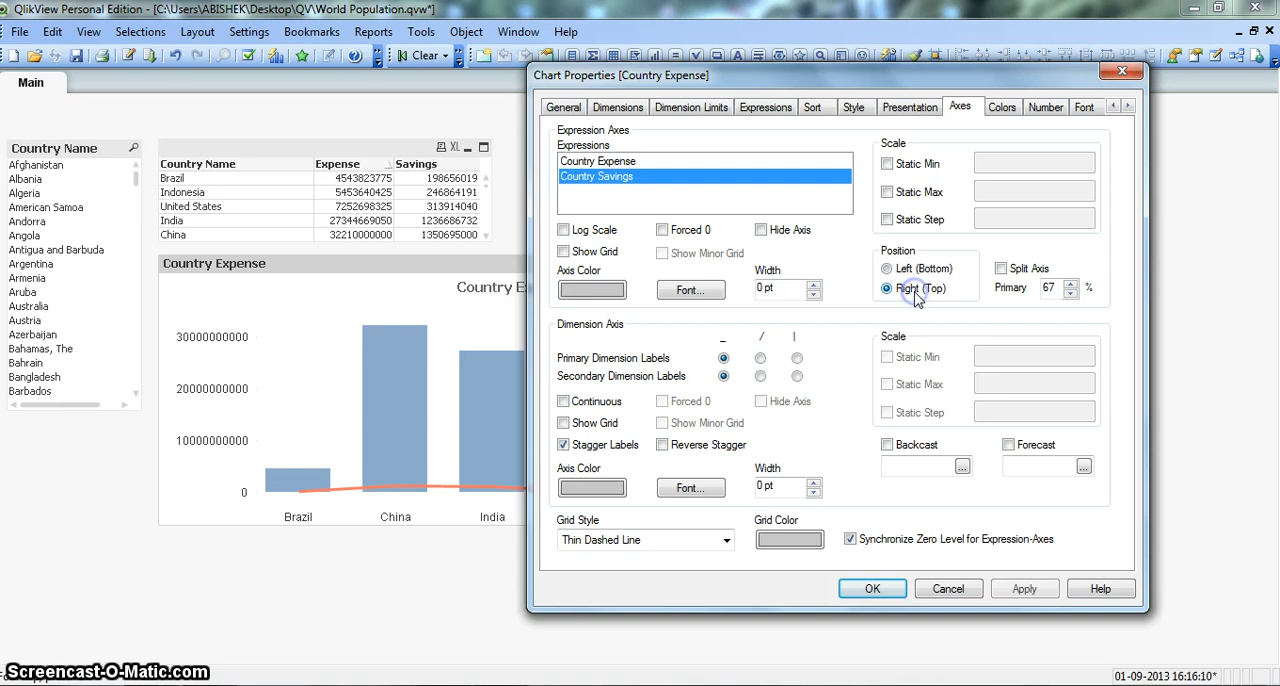 QlikView Personal Edition - [C:\Users\ABISHEK\Desktop\QV\World Population.qvw*]
File Edit View Selections Layout Settings Bookmarks Reports Tools Object Window Help
Clear
Main
Country Name
Afghanistan
Albania
Algeria
American Samoa
Andorra
Angola
Antigua and Barbuda
Argentina
Armenia
Aruba
Australia
Austria
Azerbaijan
Bahamas, The
Bahrain
Bangladesh
Barbados
XL
Country Name Expense Savings
Brazil 4543823775 198656019
Indonesia 5453640425 246864191
United States 7252698325 313914040
India 27344669050 1236686732
China 32210000000 1350695000
Country Expense
Country E
30000000000
20000000000
10000000000
0
Brazil China India
Chart Properties [Country Expense]
General Dimensions Dimension Limits Expressions Sort Style Presentation Axes Colors Number Font
Expression Axes
Expressions
Country Expense
Country Savings
Log Scale Forced 0 Hide Axis
Show Grid Show Minor Grid
Axis Color Width
Font... 0 pt
Scale
Static Min
Static Max
Static Step
Position
Left (Bottom) Split Axis
Right (Top) Primary 67 %
Dimension Axis
_ / |
Primary Dimension Labels
Secondary Dimension Labels
Continuous Forced 0 Hide Axis
Show Grid Show Minor Grid
Stagger Labels Reverse Stagger
Axis Color Width
Font... 0 pt
Scale
Static Min
Static Max
Static Step
Backcast Forecast
... ...
Grid Style Grid Color
Thin Dashed Line Synchronize Zero Level for Expression-Axes
OK Cancel Apply Help
Screencast-O-Matic.com
01-09-2013 16:16:10*